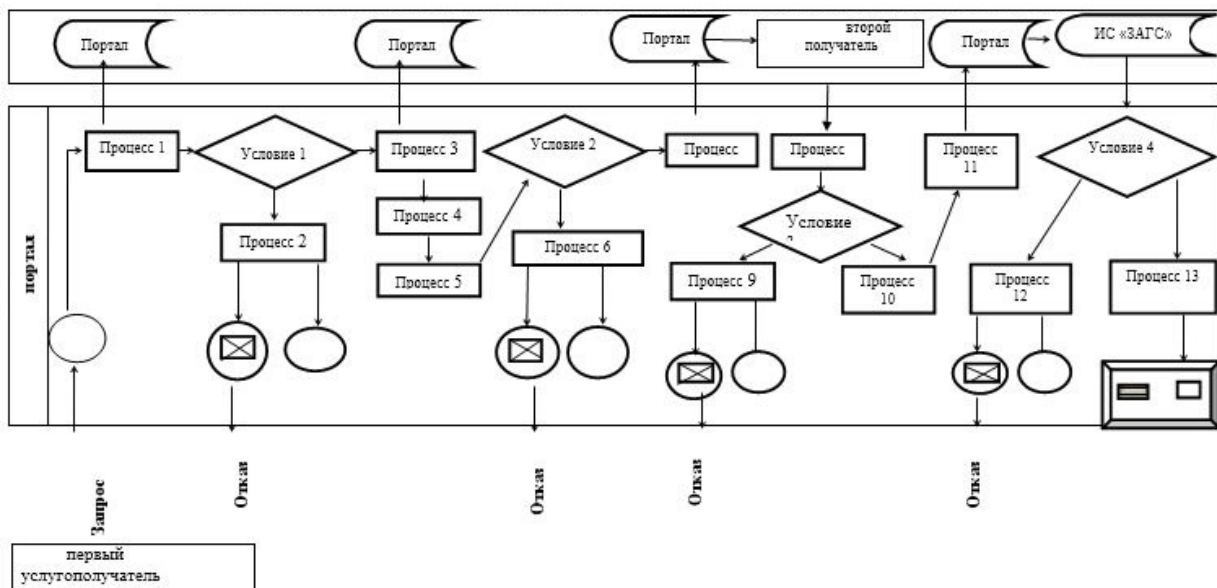 Портал
Портал
Портал
второй
получатель
Портал
ИС «ЗАГС»
портал
Процесс 1
Условие 1
Процесс 3
Условие 2
Процесс
Процесс
Процесс
11
Условие 4
Процесс 4
Процесс 2
Процесс 5
Процесс 6
Условие
Процесс 9
Процесс
10
Процесс
12
Процесс 13
Запрос
Отказ
Отказ
Отказ
Отказ
первый
услугополучатель